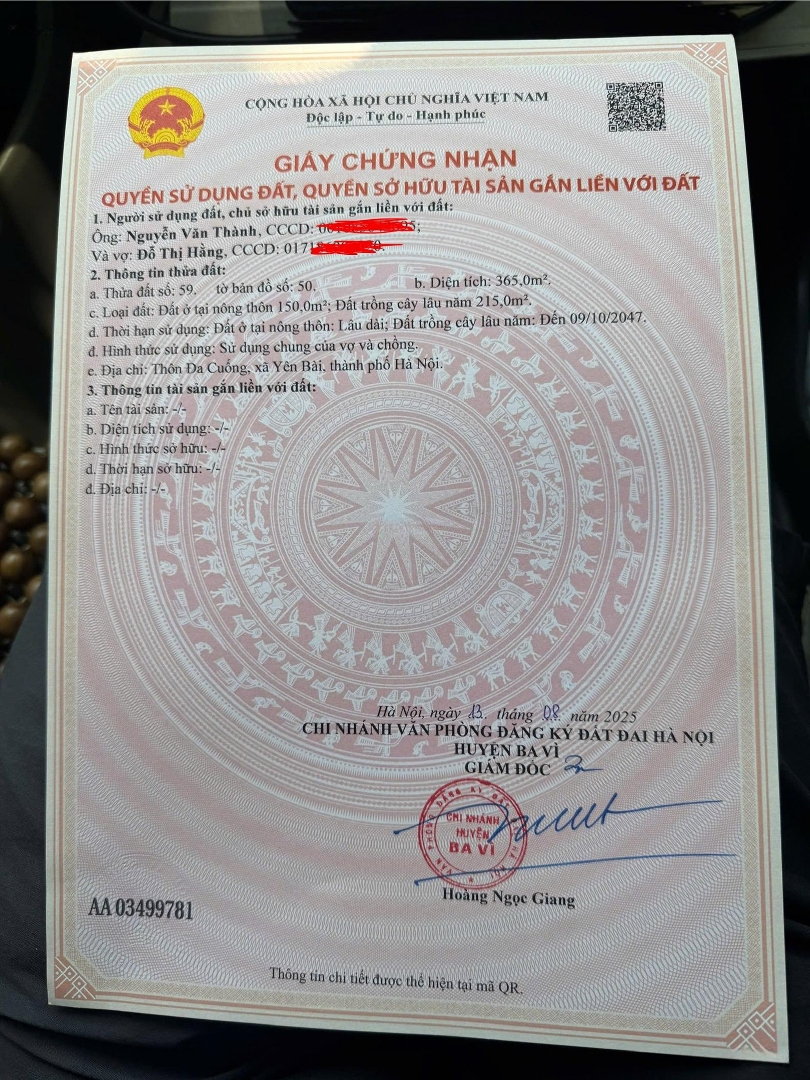 CỘNG HÒA XÃ HỘI CHỦ NGHĨA VIỆT NAM
Độc lập - Tự do - Hạnh phúc
GIẤY CHỨNG NHẬN
QUYỀN SỬ DỤNG ĐẤT, QUYỀN SỞ HỮU TÀI SẢN GẮN LIỀN VỚI ĐẤT
1. Người sử dụng đất, chủ sở hữu tài sản gắn liền với đất:
Ông: Nguyễn Văn Thành, CCCD:
Và vợ: Đỗ Thị Hằng, CCCD: 0171
2. Thông tin thửa đất:
a. Thửa đất số: 59. tờ bản đồ số: 50. b. Diện tích: 365,0m².
c. Loại đất: Đất ở tại nông thôn 150,0m²; Đất trồng cây lâu năm 215,0m².
d. Thời hạn sử dụng: Đất ở tại nông thôn: Lâu dài; Đất trồng cây lâu năm: Đến 09/10/2047.
đ. Hình thức sử dụng: Sử dụng chung của vợ và chồng.
e. Địa chỉ: Thôn Đa Cuống, xã Yên Bài, thành phố Hà Nội.
3. Thông tin tài sản gắn liền với đất:
a. Tên tài sản: -/-
b. Diện tích sử dụng: -/-
c. Hình thức sở hữu: -/-
d. Thời hạn sở hữu: -/-
đ. Địa chỉ: -/-
Hà Nội, ngày 13. tháng 08 năm 2025
CHI NHÁNH VĂN PHÒNG ĐĂNG KÝ ĐẤT ĐAI HÀ NỘI
HUYỆN BA VÌ
GIÁM ĐỐC
CHI NHÁNH
HUYỆN
BA VÌ
Hoàng Ngọc Giang
AA 03499781
Thông tin chi tiết được thể hiện tại mã QR.